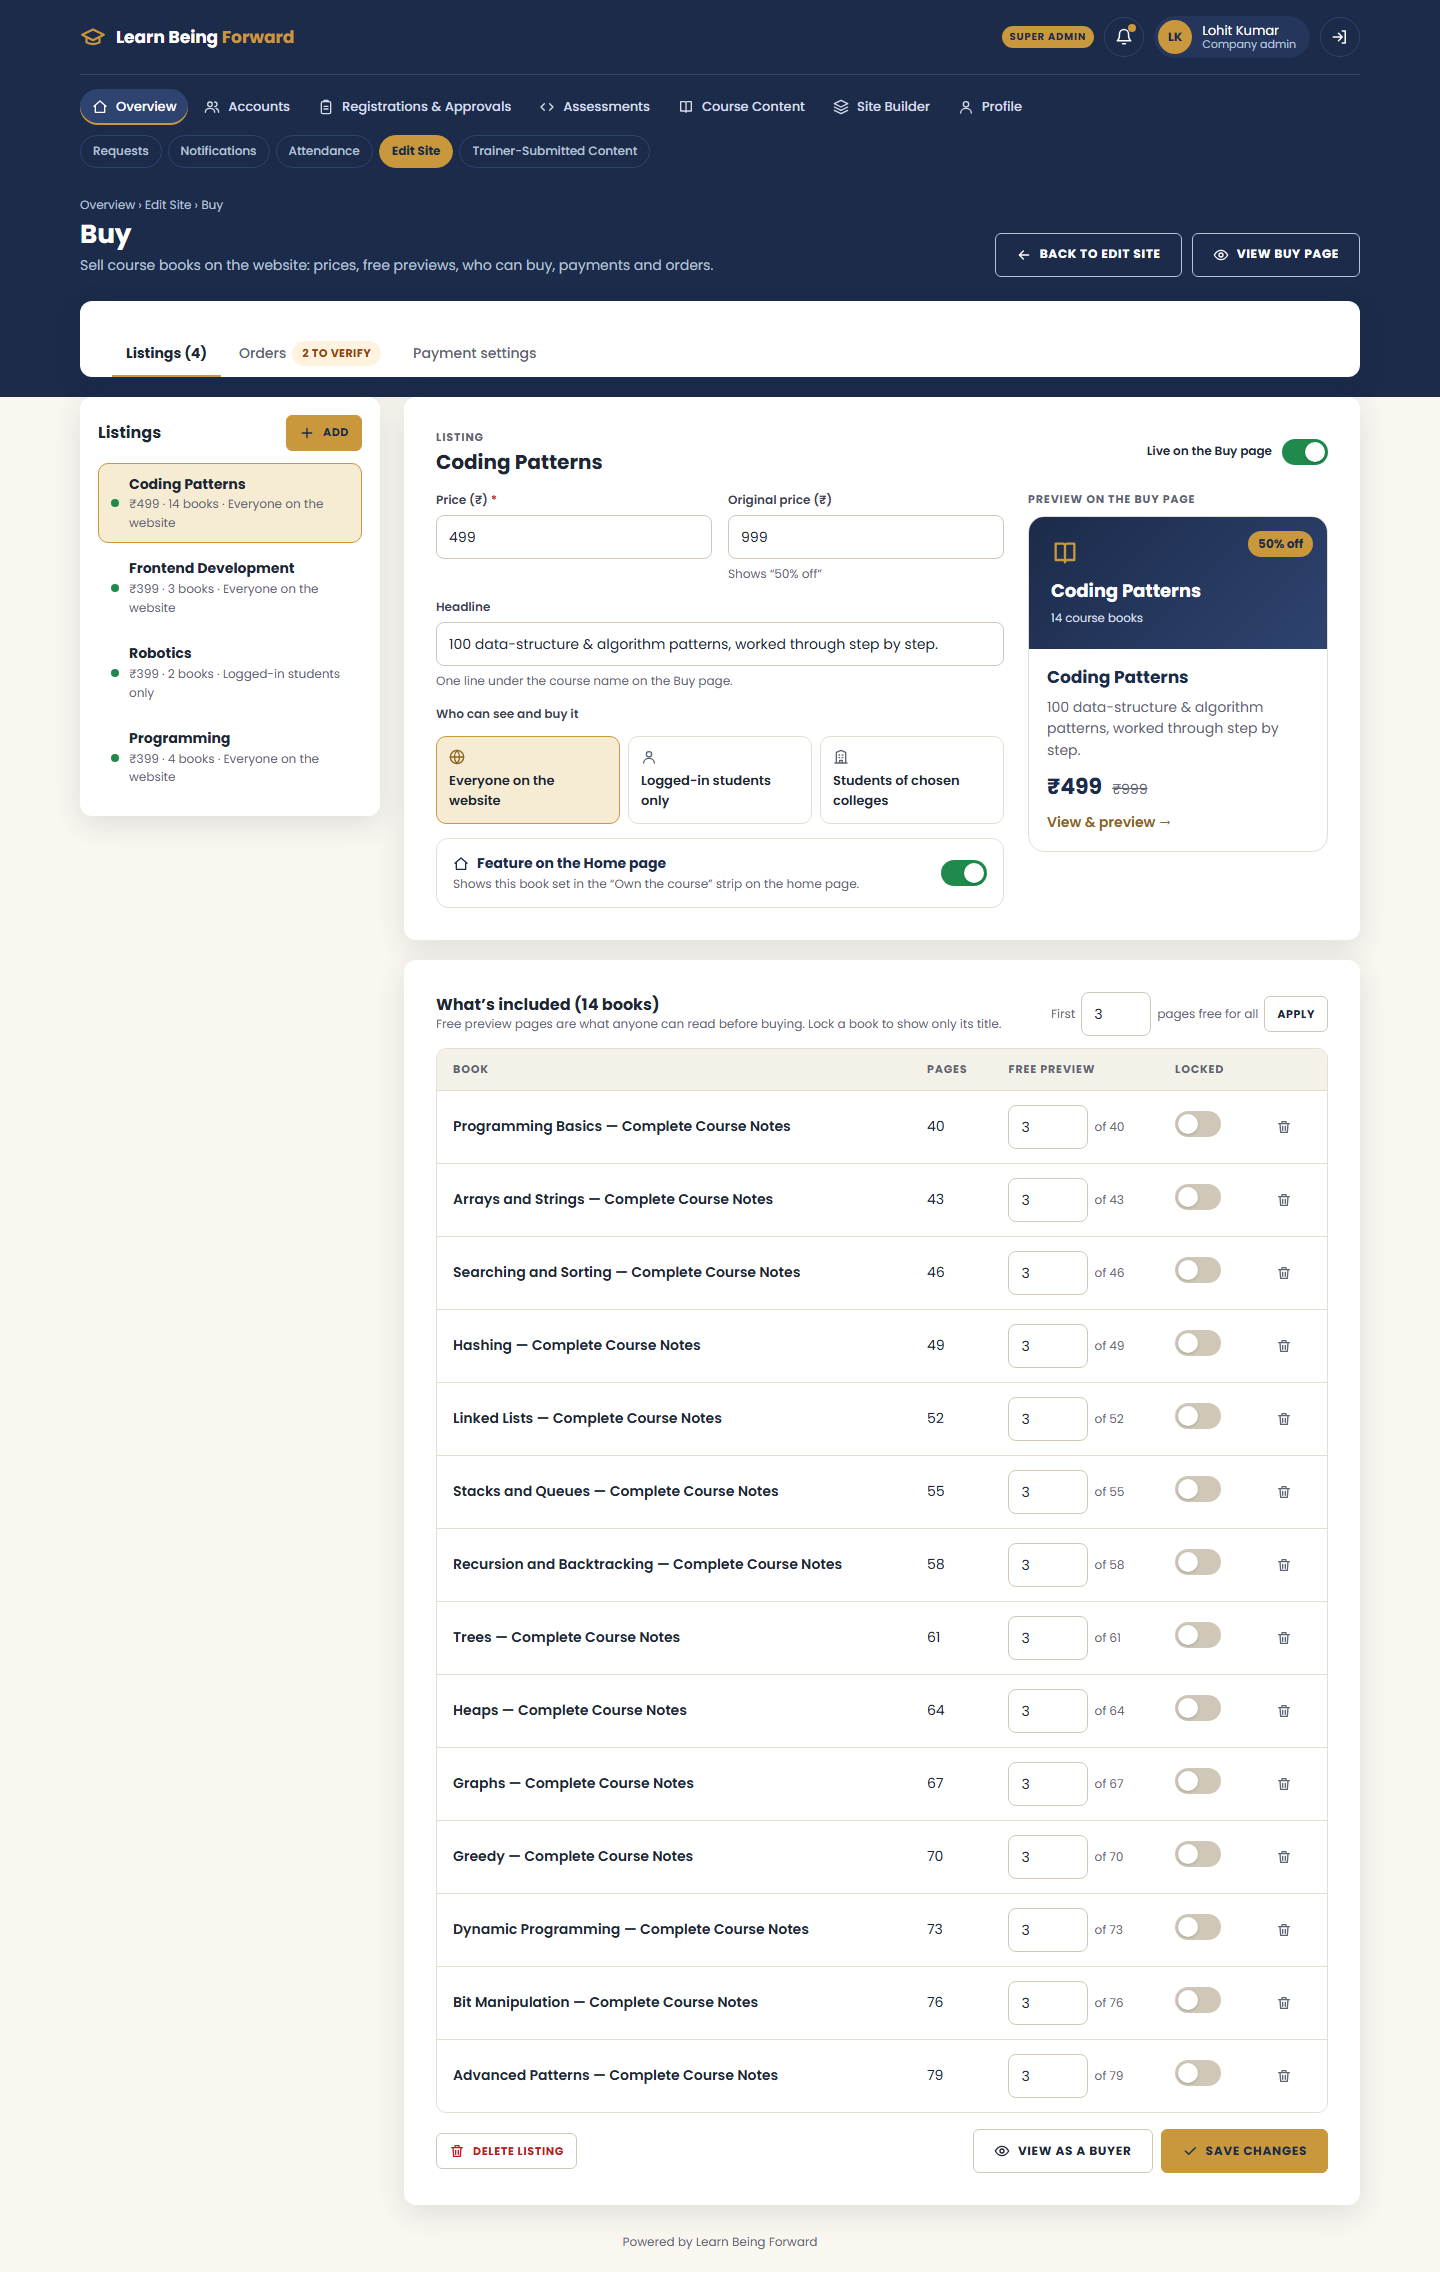 Learn Being Forward
SUPER ADMIN
LK
Lohit Kumar
Company admin
Overview
Accounts
Registrations & Approvals
Assessments
Course Content
Site Builder
Profile
Requests
Notifications
Attendance
Edit Site
Trainer-Submitted Content
Overview › Edit Site › Buy
Buy
Sell course books on the website: prices, free previews, who can buy, payments and orders.
BACK TO EDIT SITE
VIEW BUY PAGE
Listings (4)
Orders
2 TO VERIFY
Payment settings
Listings
ADD
Coding Patterns
₹499 · 14 books · Everyone on the
website
Frontend Development
₹399 · 3 books · Everyone on the
website
Robotics
₹399 · 2 books · Logged-in students
only
Programming
₹399 · 4 books · Everyone on the
website
LISTING
Coding Patterns
Live on the Buy page
Price (₹) *
499
Original price (₹)
999
Shows “50% off”
Headline
100 data-structure & algorithm patterns, worked through step by step.
One line under the course name on the Buy page.
Who can see and buy it
Everyone on the
website
Logged-in students
only
Students of chosen
colleges
Feature on the Home page
Shows this book set in the “Own the course” strip on the home page.
PREVIEW ON THE BUY PAGE
50% off
Coding Patterns
14 course books
Coding Patterns
100 data-structure & algorithm
patterns, worked through step by
step.
₹499 ₹999
View & preview →
What’s included (14 books)
Free preview pages are what anyone can read before buying. Lock a book to show only its title.
First 3 pages free for all
APPLY
BOOK PAGES FREE PREVIEW LOCKED
Programming Basics — Complete Course Notes 40 3 of 40
Arrays and Strings — Complete Course Notes 43 3 of 43
Searching and Sorting — Complete Course Notes 46 3 of 46
Hashing — Complete Course Notes 49 3 of 49
Linked Lists — Complete Course Notes 52 3 of 52
Stacks and Queues — Complete Course Notes 55 3 of 55
Recursion and Backtracking — Complete Course Notes 58 3 of 58
Trees — Complete Course Notes 61 3 of 61
Heaps — Complete Course Notes 64 3 of 64
Graphs — Complete Course Notes 67 3 of 67
Greedy — Complete Course Notes 70 3 of 70
Dynamic Programming — Complete Course Notes 73 3 of 73
Bit Manipulation — Complete Course Notes 76 3 of 76
Advanced Patterns — Complete Course Notes 79 3 of 79
DELETE LISTING
VIEW AS A BUYER
SAVE CHANGES
Powered by Learn Being Forward